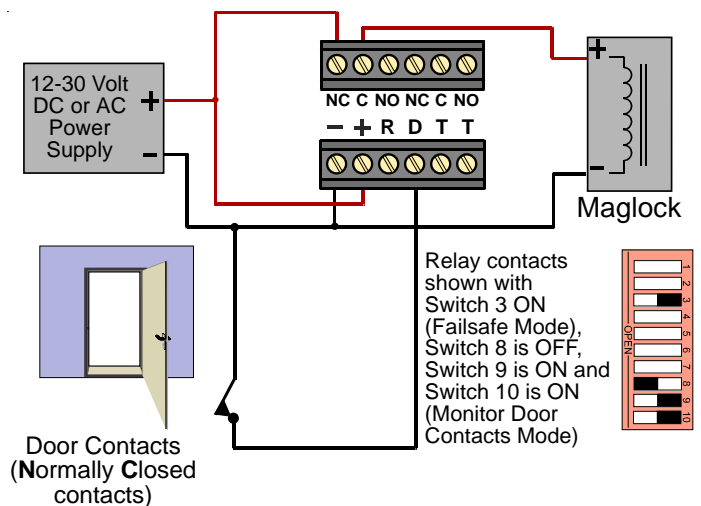 12-30 Volt
DC or AC
Power
Supply
+
–
NC C NO NC C NO
– + R D T T
+
–
Maglock
Relay contacts
shown with
Switch 3 ON
(Failsafe Mode),
Switch 8 is OFF,
Switch 9 is ON and
Switch 10 is ON
(Monitor Door
Contacts Mode)
OPEN
1
2
3
4
5
6
7
8
9
10
Door Contacts
(Normally Closed
contacts)